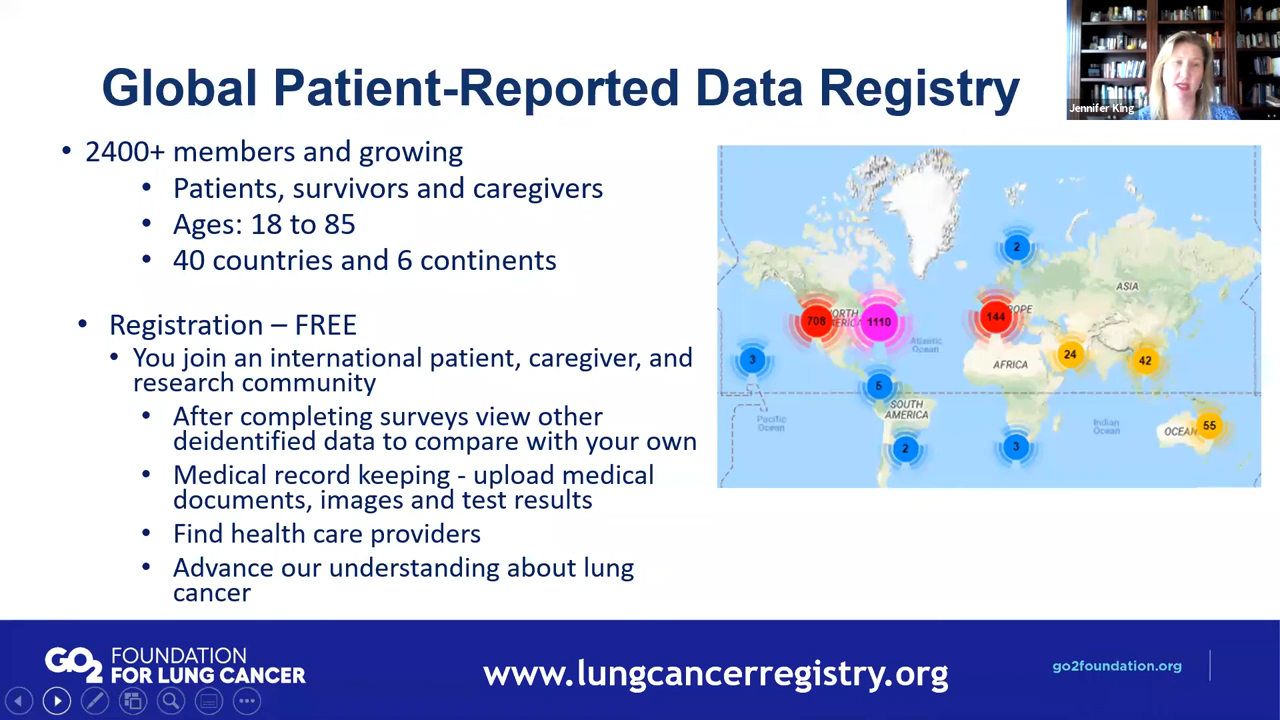 Global Patient-Reported Data Registry
Jennifer King
• 2400+ members and growing
• Patients, survivors and caregivers
• Ages: 18 to 85
• 40 countries and 6 continents
• Registration – FREE
• You join an international patient, caregiver, and
research community
• After completing surveys view other
deidentified data to compare with your own
• Medical record keeping - upload medical
documents, images and test results
• Find health care providers
• Advance our understanding about lung
cancer
2
ASIA
708
NORTH
AMERICA
1110
144
EUROPE
Atlantic
Ocean
3
AFRICA
24
42
5
SOUTH
AMERICA
Pacific
Ocean
Indian
Ocean
OCEAN
55
2
3
GO2 FOUNDATION
FOR LUNG CANCER
www.lungcancerregistry.org
go2foundation.org